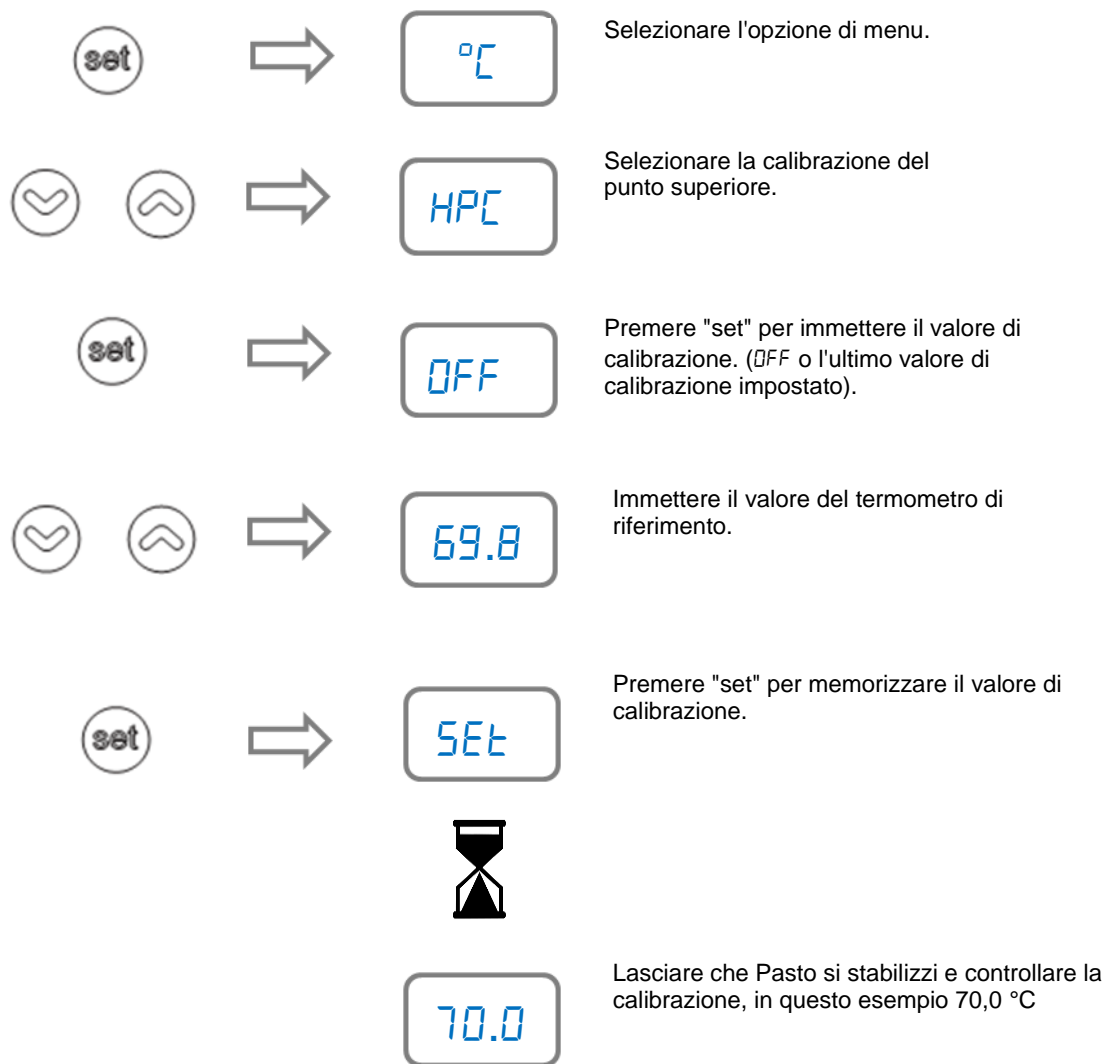 set
°C
Selezionare l'opzione di menu.
HPC
Selezionare la calibrazione del
punto superiore.
set
OFF
Premere "set" per immettere il valore di
calibrazione. (OFF o l'ultimo valore di
calibrazione impostato).
69.8
Immettere il valore del termometro di
riferimento.
set
SEt
Premere "set" per memorizzare il valore di
calibrazione.
70.0
Lasciare che Pasto si stabilizzi e controllare la
calibrazione, in questo esempio 70,0 °C